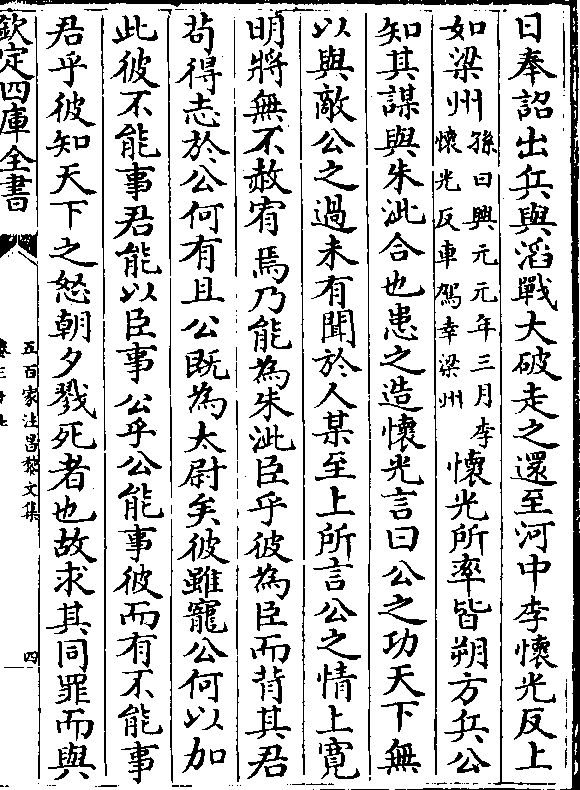 日奉詔出兵與滔戰大破走之還至河中李懷光反上
如梁州孫曰興元元年三月李懷光反車駕幸梁州懷光所率皆朔方兵公
知其謀與朱泚合也患之造懷光言曰公之功天下無
以與敵公之過未有聞於人某至上所言公之情上寬
明將無不赦宥焉乃能為朱泚臣乎彼為臣而背其君
茍得志於公何有且公既為太尉矣彼雖寵公何以加
此彼不能事君能以臣事公乎公能事彼而有不能事
君乎彼知天下之怒朝夕戮死者也故求其同罪而與
欽定四庫全書
五百家注昌黎文集
四